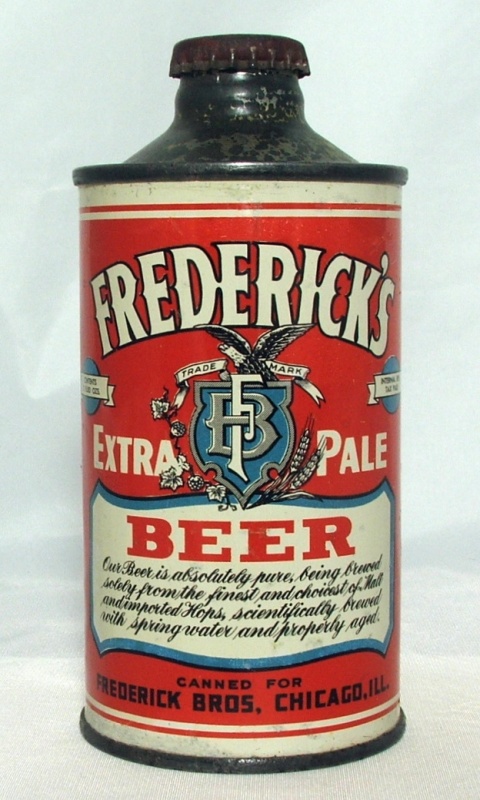 FREDERICK'S
TRADE MARK
FB
EXTRA PALE
BEER
Our Beer is absolutely pure, being brewed
solely from the finest and choicest of Malt
and imported Hops, scientifically brewed
with spring water and properly aged.
CANNED FOR
FREDERICK BROS, CHICAGO, ILL.